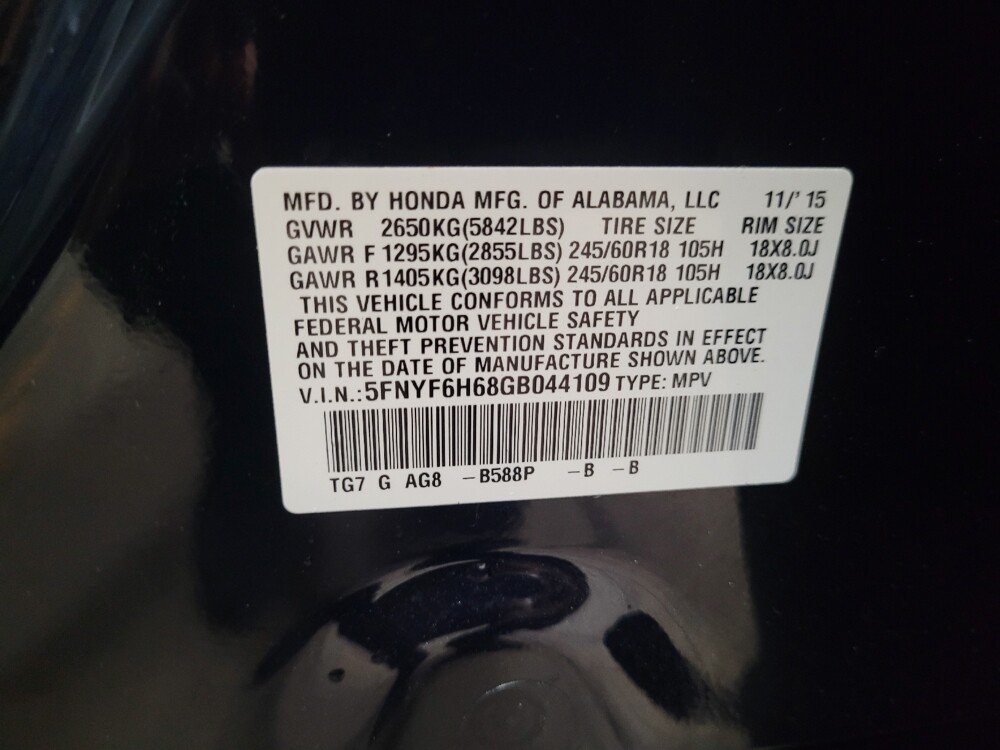 MFD. BY HONDA MFG. OF ALABAMA, LLC 11/' 15
GVWR 2650KG(5842LBS) TIRE SIZE RIM SIZE
GAWR F 1295KG(2855LBS) 245/60R18 105H 18X8.0J
GAWR R1405KG(3098LBS) 245/60R18 105H 18X8.0J
THIS VEHICLE CONFORMS TO ALL APPLICABLE
FEDERAL MOTOR VEHICLE SAFETY
AND THEFT PREVENTION STANDARDS IN EFFECT
ON THE DATE OF MANUFACTURE SHOWN ABOVE.
V.I.N.:5FNYF6H68GB044109 TYPE: MPV
TG7 G AG8 -B588P -B -B